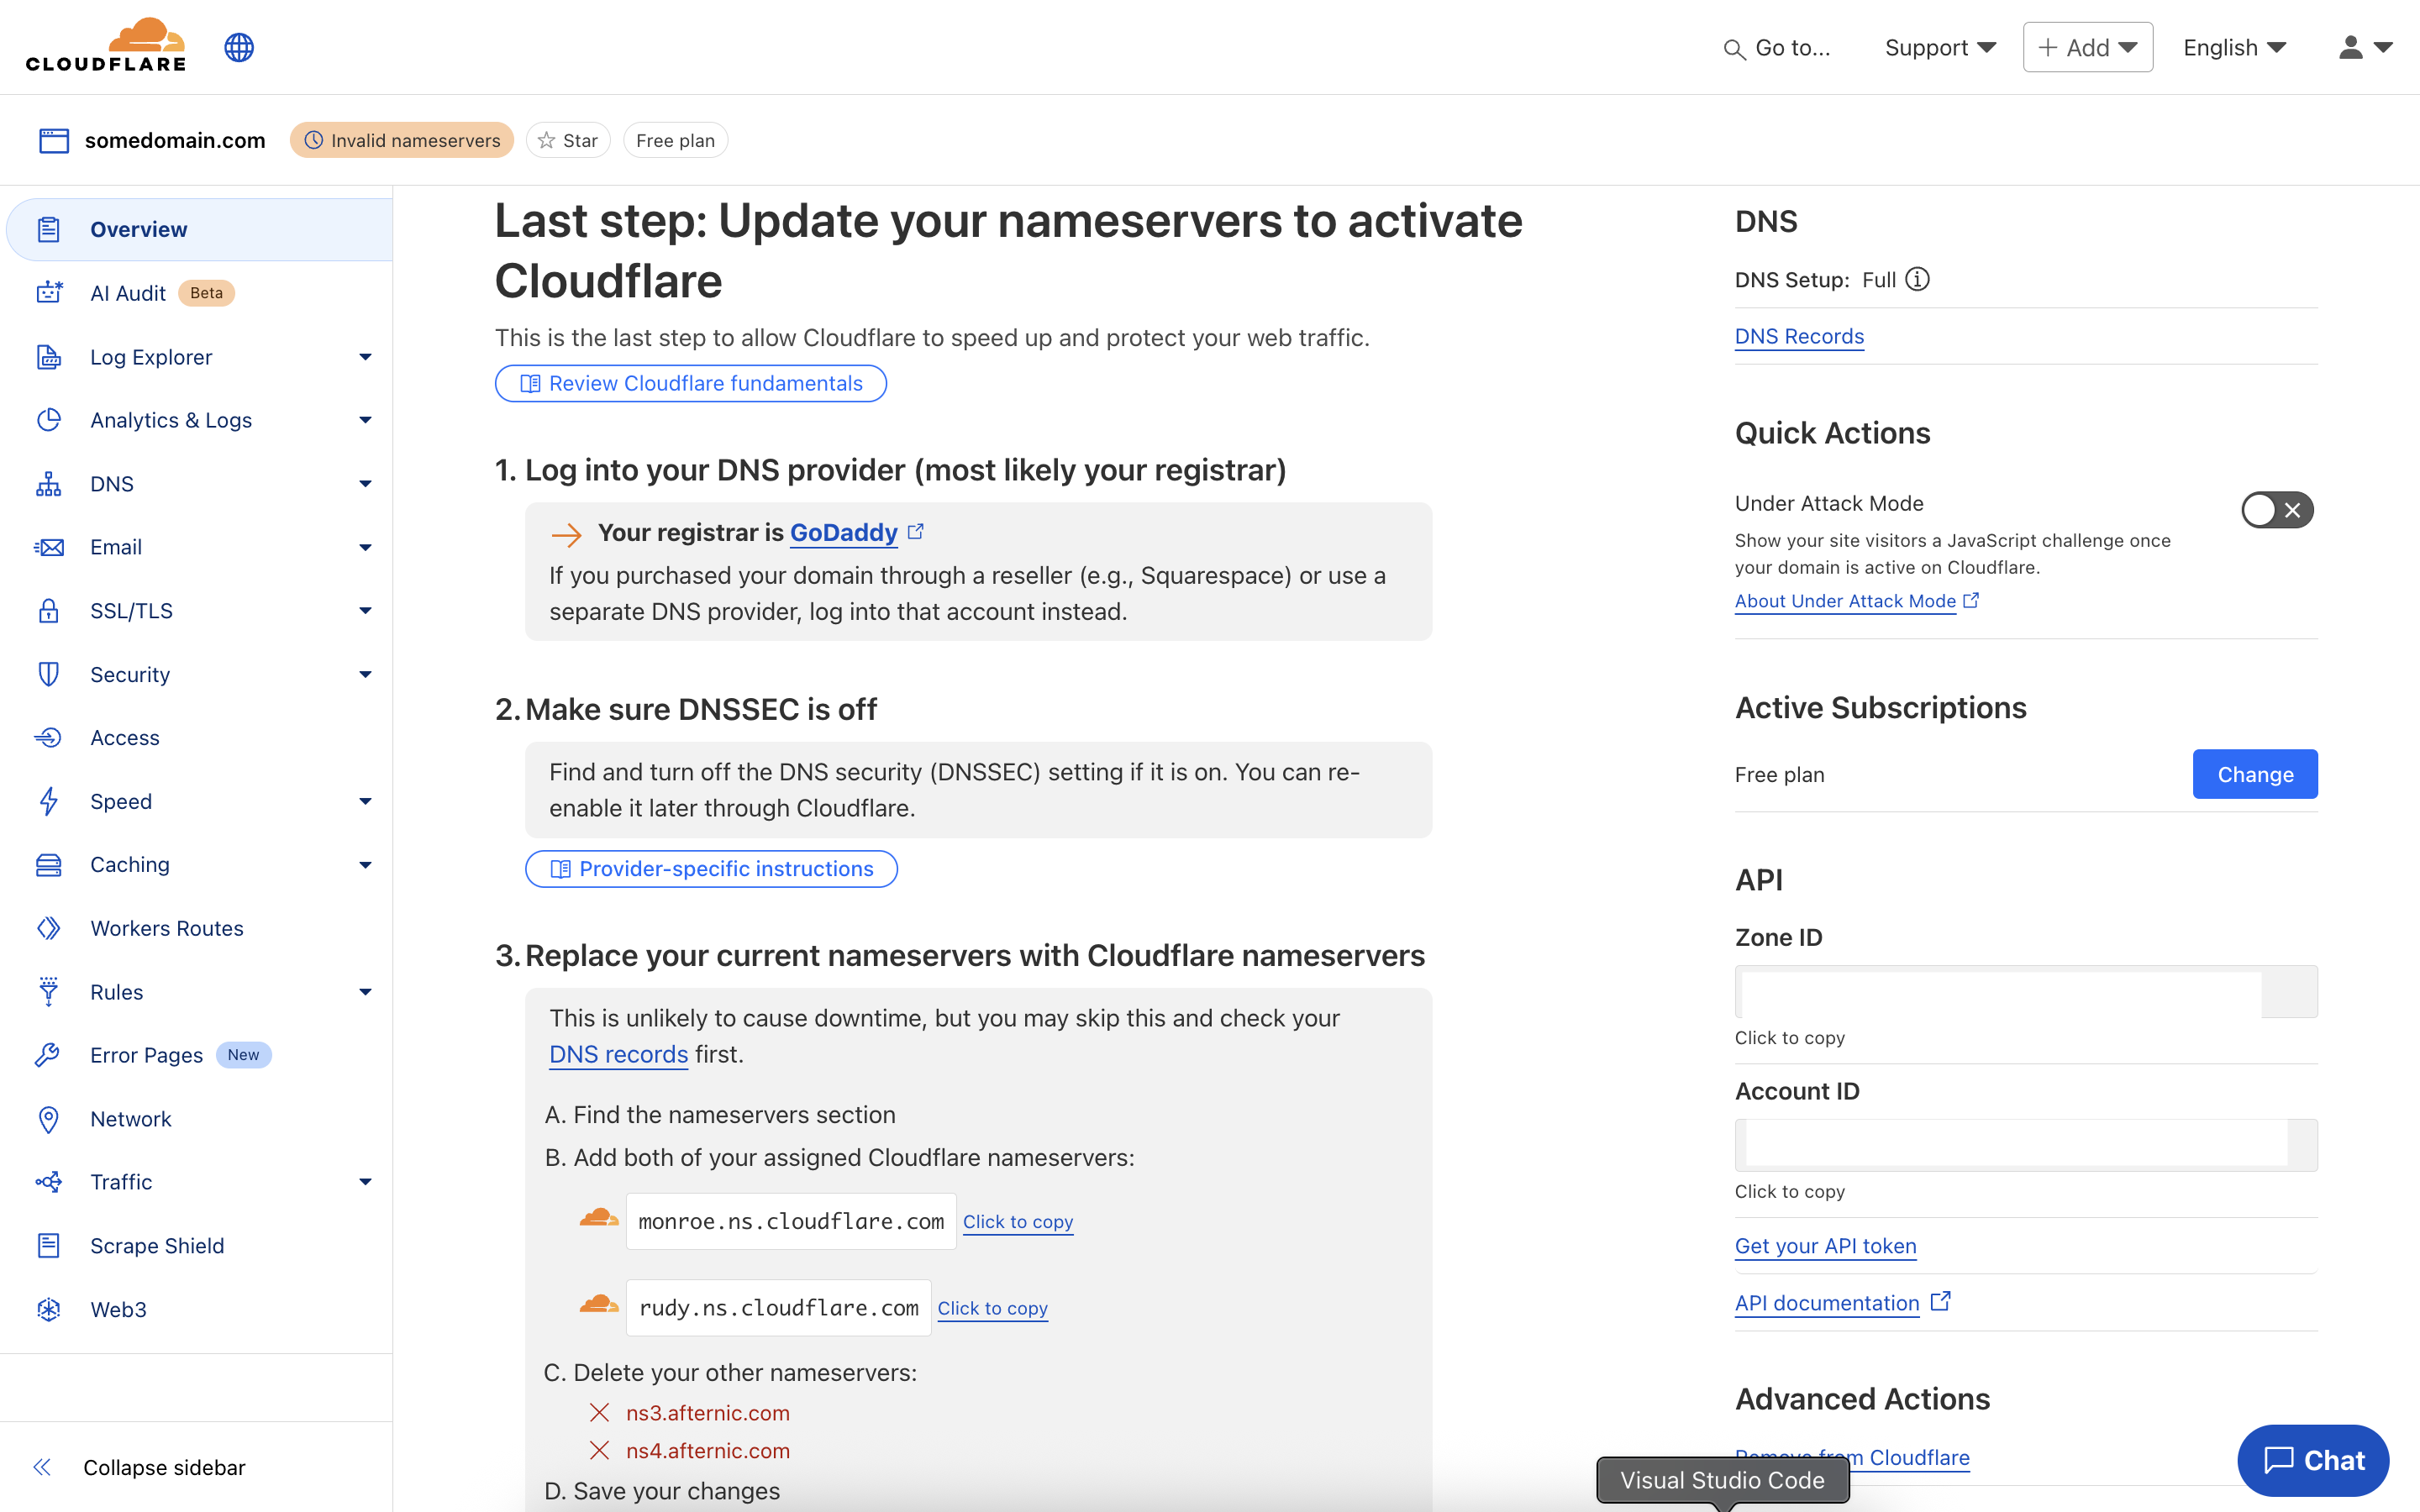 CLOUDFLARE
Go to...
Support
+ Add
English
somedomain.com
Invalid nameservers
Star
Free plan
Overview
AI Audit Beta
Log Explorer
Analytics & Logs
DNS
Email
SSL/TLS
Security
Access
Speed
Caching
Workers Routes
Rules
Error Pages New
Network
Traffic
Scrape Shield
Web3
Collapse sidebar
Last step: Update your nameservers to activate
Cloudflare
This is the last step to allow Cloudflare to speed up and protect your web traffic.
Review Cloudflare fundamentals
1. Log into your DNS provider (most likely your registrar)
Your registrar is GoDaddy
If you purchased your domain through a reseller (e.g., Squarespace) or use a
separate DNS provider, log into that account instead.
2. Make sure DNSSEC is off
Find and turn off the DNS security (DNSSEC) setting if it is on. You can re-
enable it later through Cloudflare.
Provider-specific instructions
3. Replace your current nameservers with Cloudflare nameservers
This is unlikely to cause downtime, but you may skip this and check your
DNS records first.
A. Find the nameservers section
B. Add both of your assigned Cloudflare nameservers:
monroe.ns.cloudflare.com Click to copy
rudy.ns.cloudflare.com Click to copy
C. Delete your other nameservers:
ns3.afternic.com
ns4.afternic.com
D. Save your changes
DNS
DNS Setup: Full
DNS Records
Quick Actions
Under Attack Mode
Show your site visitors a JavaScript challenge once
your domain is active on Cloudflare.
About Under Attack Mode
Active Subscriptions
Free plan
Change
API
Zone ID
Click to copy
Account ID
Click to copy
Get your API token
API documentation
Advanced Actions
Remove from Cloudflare
Visual Studio Code
Chat